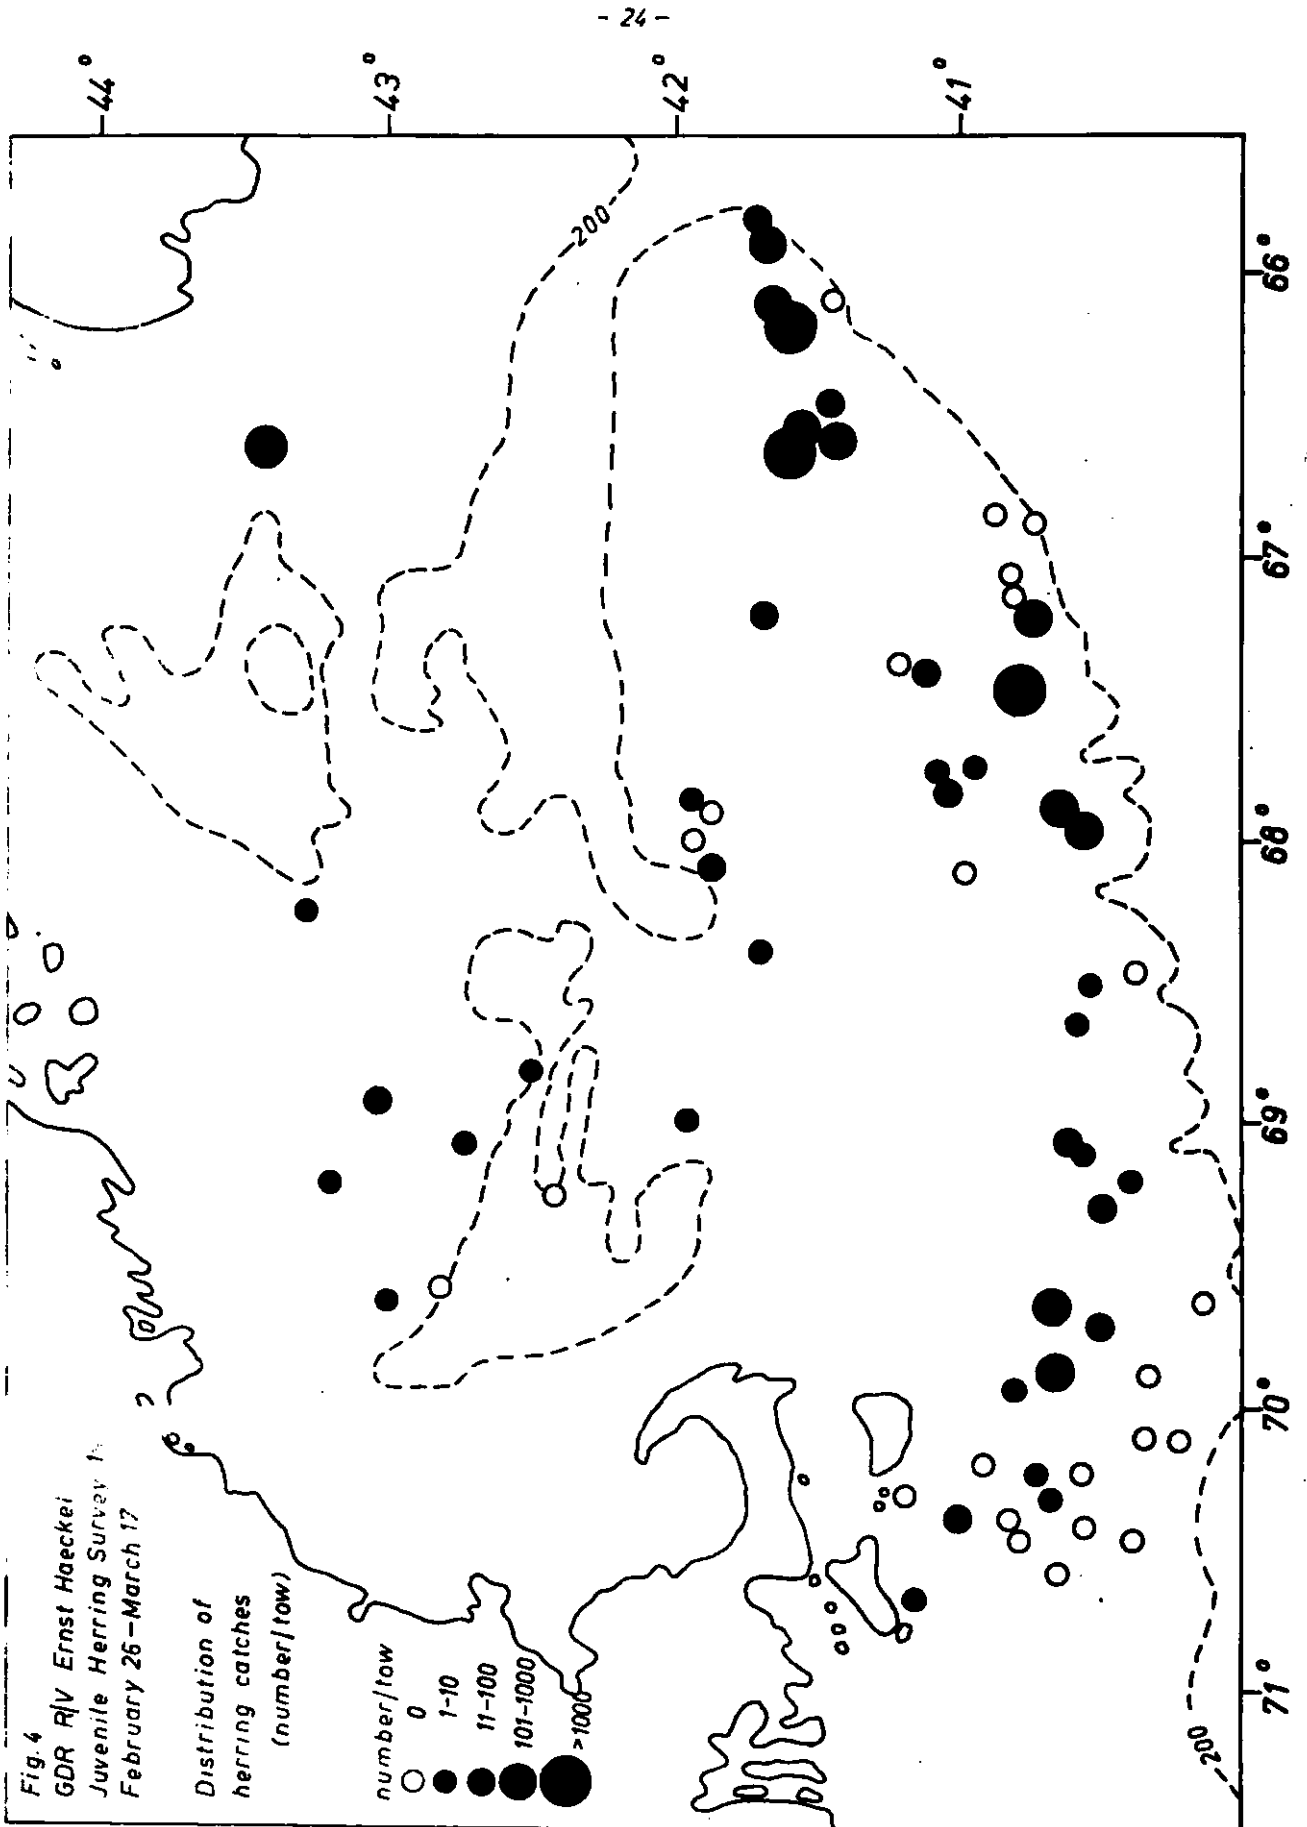 - 24 -
Fig. 4
GDR R/V Ernst Haeckel
Juvenile Herring Survey
February 26 - March 17
Distribution of
herring catches
(number/tow)
number/tow
0
1-10
11-100
101-1000
>1000
44°
43°
42°
41°
66°
67°
68°
69°
70°
71°
200
200